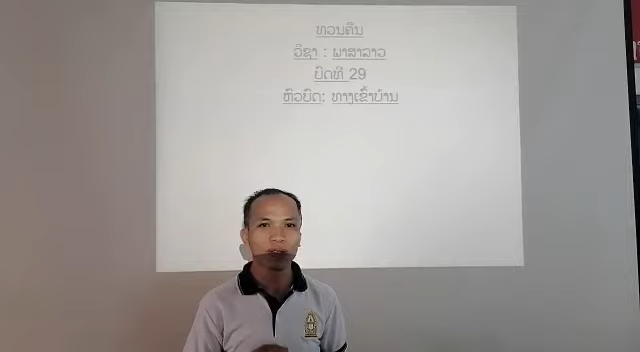 ທວນຄືນ
ວິຊາ : ພາສາລາວ
ບົດທີ 29
ຫົວບົດ: ທາງເຂົ້າບ້ານ